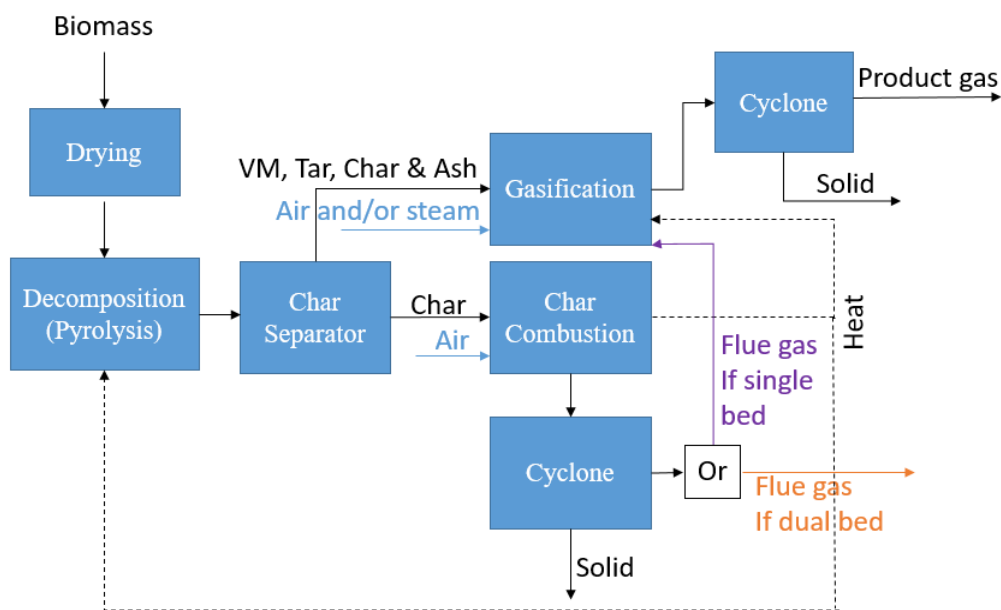 Biomass
Drying
Decomposition
(Pyrolysis)
Char
Separator
VM, Tar, Char & Ash
Air and/or steam
Gasification
Cyclone
Product gas
Solid
Char
Air
Char
Combustion
Heat
Flue gas
If single
bed
Cyclone
Or
Flue gas
If dual bed
Solid